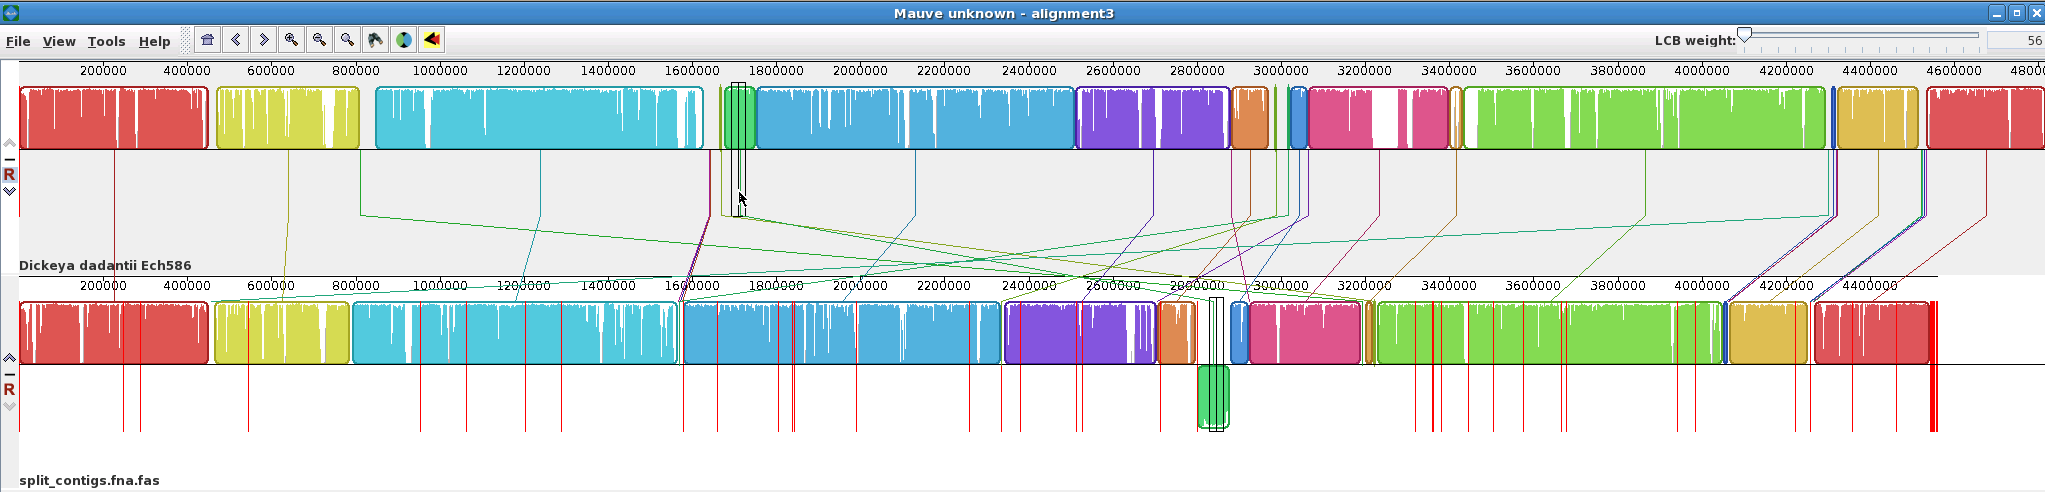 Mauve unknown - alignment3
File View Tools Help LCB weight: 56
200000 400000 600000 800000 1000000 1200000 1400000 1600000 1800000 2000000 2200000 2400000 2600000 2800000 3000000 3200000 3400000 3600000 3800000 4000000 4200000 4400000 4600000 48000
R
Dickeya dadantii Ech586
200000 400000 600000 800000 1000000 1200000 1400000 1600000 1800000 2000000 2200000 2400000 2600000 2800000 3000000 3200000 3400000 3600000 3800000 4000000 4200000 4400000
R
split_contigs.fna.fas